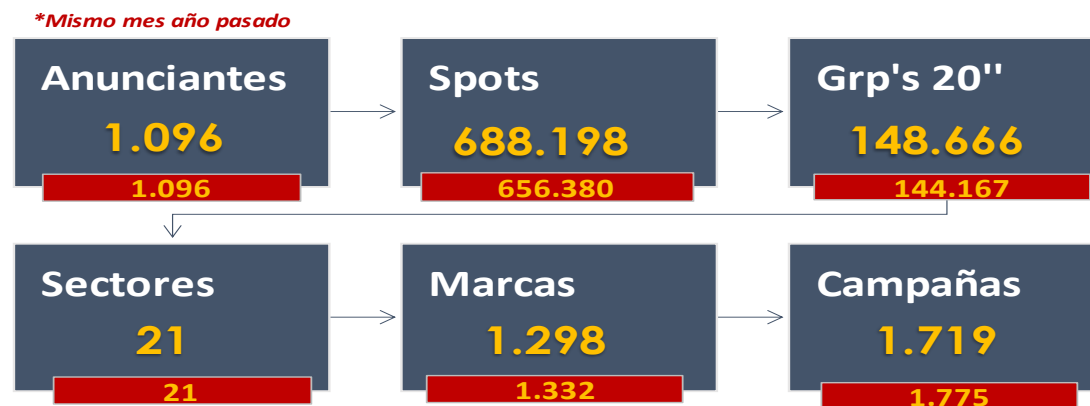 *Mismo mes año pasado
Anunciantes
1.096
1.096
Spots
688.198
656.380
Grp's 20''
148.666
144.167
Sectores
21
21
Marcas
1.298
1.332
Campañas
1.719
1.775